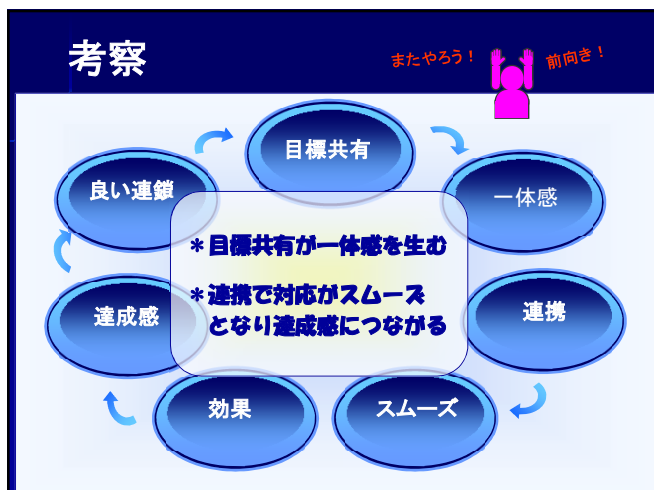 考察
またやろう！
前向き！
目標共有
一体感
連携
スムーズ
効果
達成感
良い連鎖
＊目標共有が一体感を生む
＊連携で対応がスムーズ
となり達成感につながる